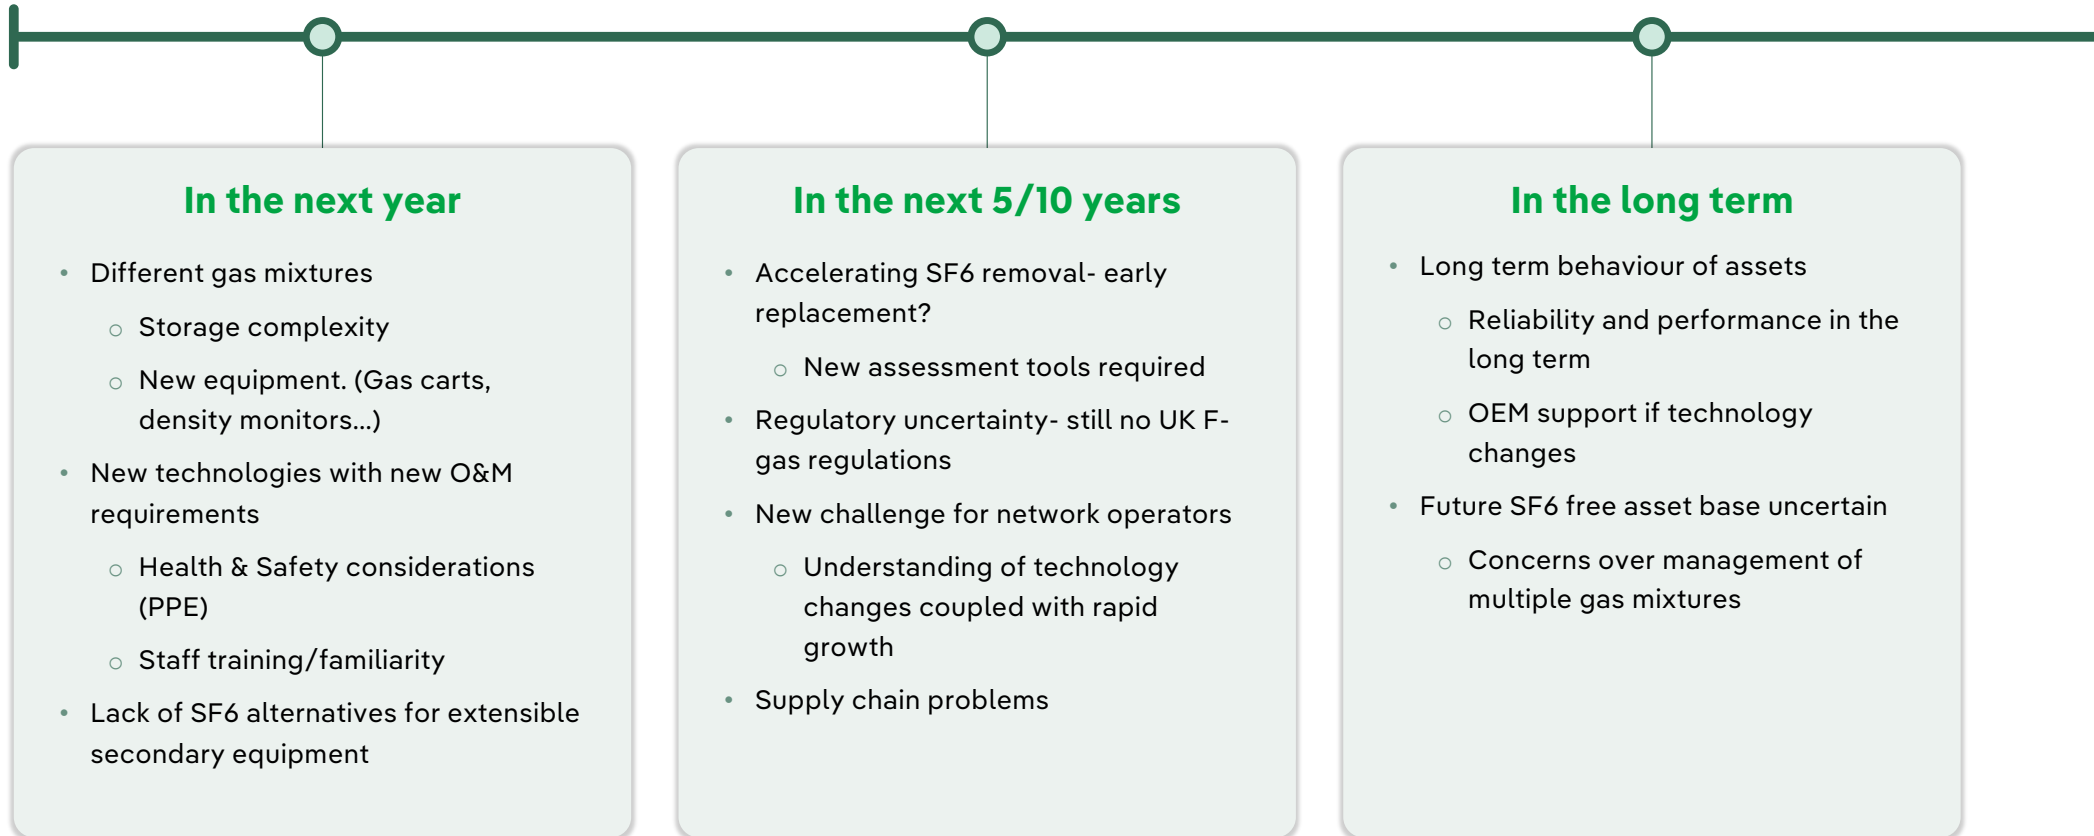 In the next year
• Different gas mixtures
○ Storage complexity
○ New equipment. (Gas carts,
density monitors...)
• New technologies with new O&M
requirements
○ Health & Safety considerations
(PPE)
○ Staff training/familiarity
• Lack of SF6 alternatives for extensible
secondary equipment
In the next 5/10 years
• Accelerating SF6 removal- early
replacement?
○ New assessment tools required
• Regulatory uncertainty- still no UK F-
gas regulations
• New challenge for network operators
○ Understanding of technology
changes coupled with rapid
growth
• Supply chain problems
In the long term
• Long term behaviour of assets
○ Reliability and performance in the
long term
○ OEM support if technology
changes
• Future SF6 free asset base uncertain
○ Concerns over management of
multiple gas mixtures